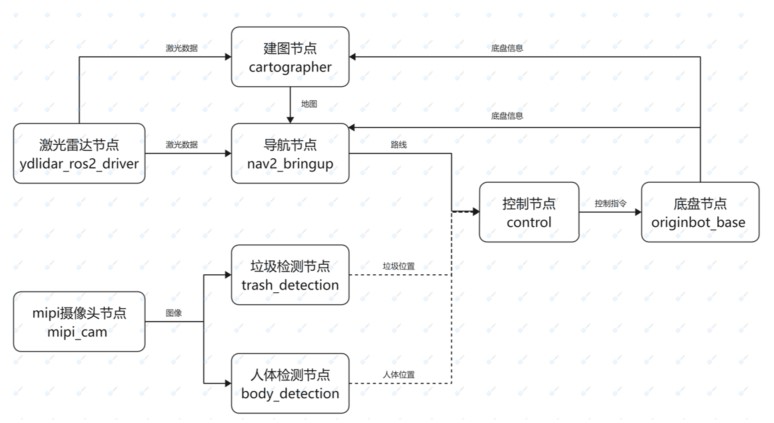 建图节点
cartographer
激光数据
底盘信息
地图
底盘信息
激光雷达节点
ydlidar_ros2_driver
激光数据
导航节点
nav2_bringup
路线
控制节点
control
控制指令
底盘节点
originbot_base
垃圾检测节点
trash_detection
垃圾位置
mipi摄像头节点
mipi_cam
图像
人体检测节点
body_detection
人体位置